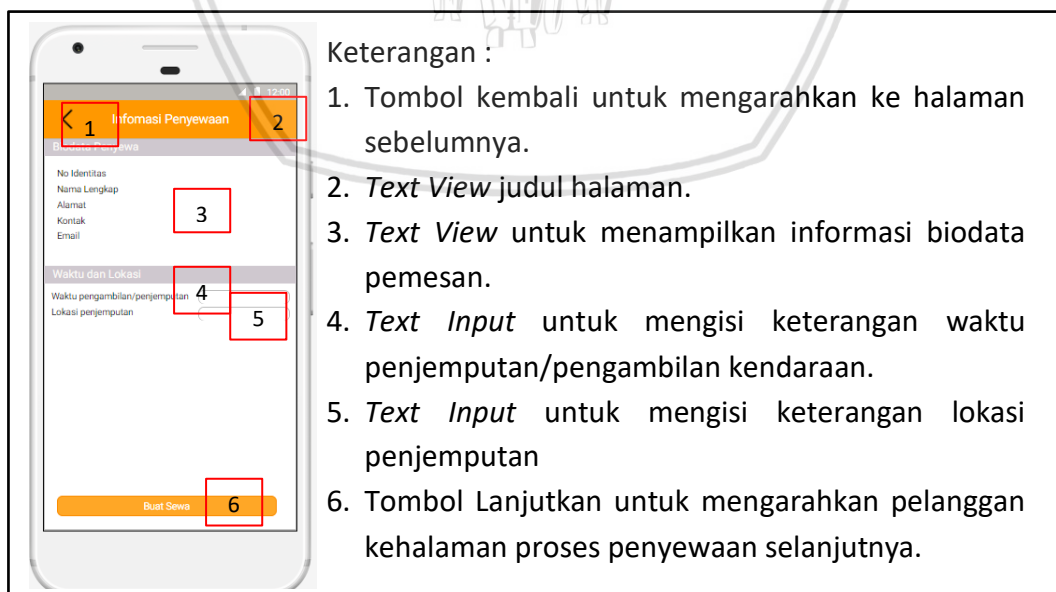 12:00
Infomasi Penyewaan
1
2
Biodata Penyewa
No Identitas
Nama Lengkap
Alamat
Kontak
Email
3
Waktu dan Lokasi
Waktu pengambilan/penjemputan
4
Lokasi penjemputan
5
Buat Sewa
6
Keterangan :
1. Tombol kembali untuk mengarahkan ke halaman
sebelumnya.
2. Text View judul halaman.
3. Text View untuk menampilkan informasi biodata
pemesan.
4. Text Input untuk mengisi keterangan waktu
penjemputan/pengambilan kendaraan.
5. Text Input untuk mengisi keterangan lokasi
penjemputan
6. Tombol Lanjutkan untuk mengarahkan pelanggan
kehalaman proses penyewaan selanjutnya.